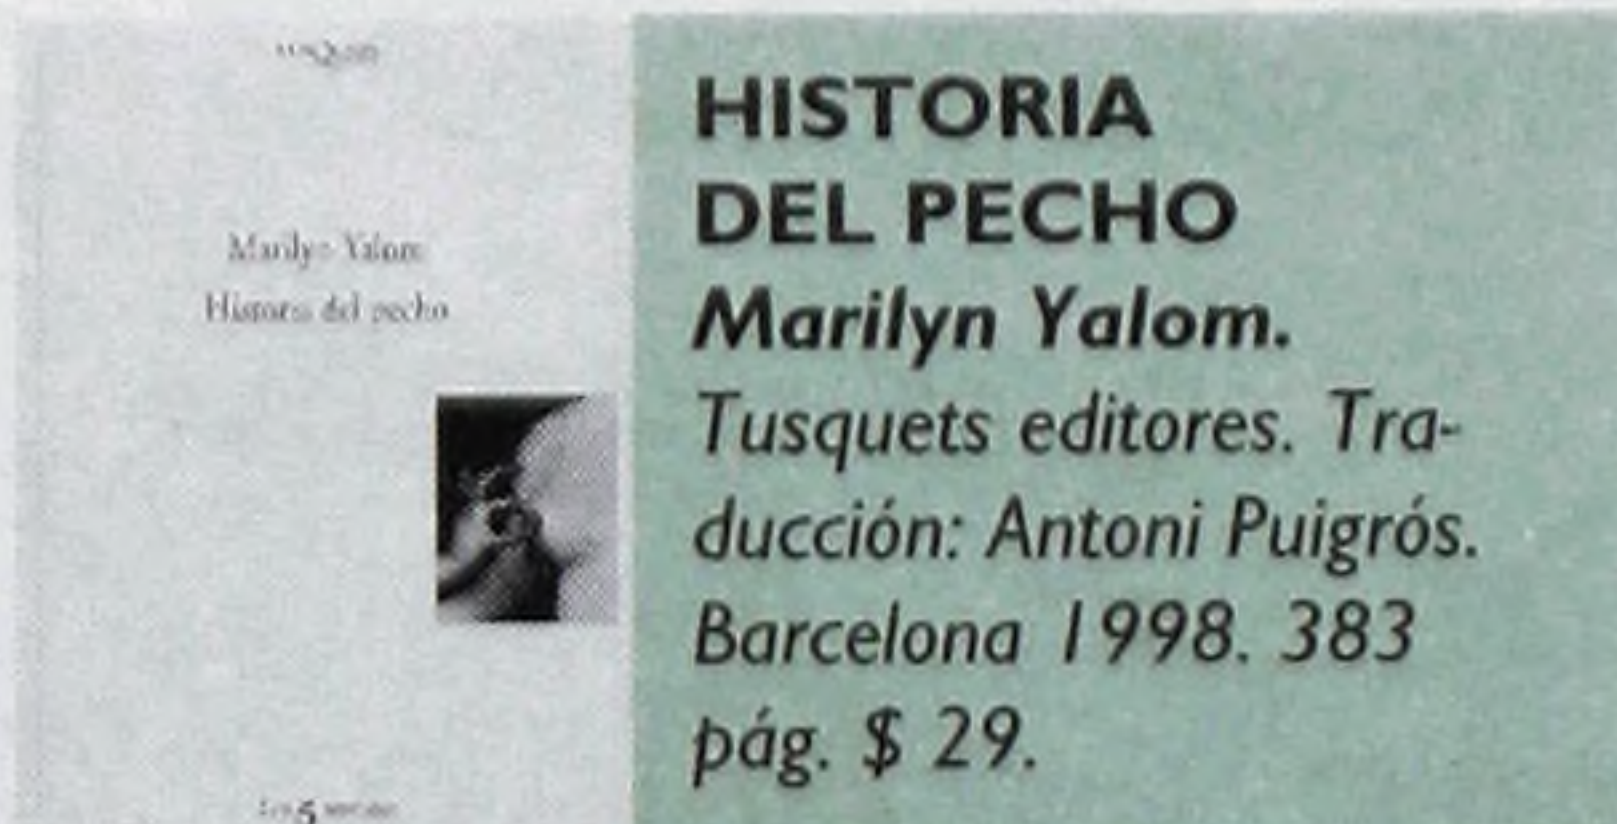 Marilyn Yalom
Historia del pecho
HISTORIA
DEL PECHO
Marilyn Yalom.
Tusquets editores. Tra-
ducción: Antoni Puigrós.
Barcelona 1998. 383
pág. $ 29.